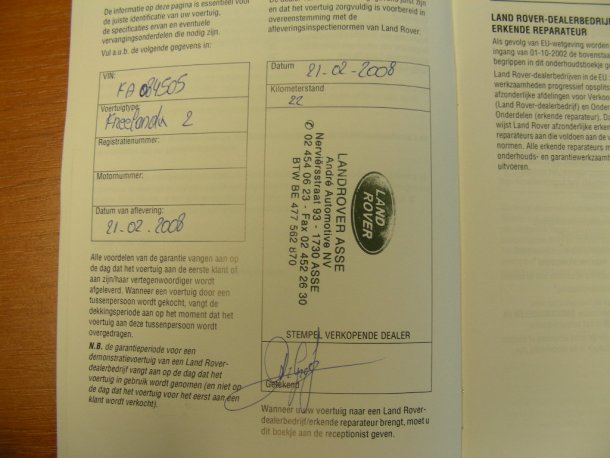 De informatie op deze pagina is essentieel voor
de juiste identificatie van uw voertuig,
de specificaties ervan en eventuele
vervangingsonderdelen die nodig zijn.
Vul a.u.b. de volgende gegevens in:
VIN:
FA 084505
Voertuigtype:
Freelander 2
Registratienummer:
Motornummer:
Datum van aflevering:
21-02-2008
Alle voordelen van de garantie vangen aan op
de dag dat het voertuig aan de eerste klant of
aan zijn/haar vertegenwoordiger wordt
afgeleverd. Wanneer een voertuig door een
tussenpersoon wordt gekocht, vangt de
dekkingsperiode aan op het moment dat het
voertuig aan deze tussenpersoon wordt
overgedragen.
N.B. de garantieperiode voor een
demonstratievoertuig van een Land Rover-
dealerbedrijf vangt aan op de dag dat het
voertuig in gebruik wordt genomen (en niet op
de dag dat het voertuig voor het eerst aan een
klant wordt verkocht).
en dat het voertuig zorgvuldig is voorbereid in
overeenstemming met de
afleveringsinspectienormen van Land Rover.
Datum
21-02-2008
Kilometerstand
22
LAND
ROVER
LANDROVER ASSE
André Automotive NV
Nerviërsstraat 93 - 1730 ASSE
✆ 02 454 06 23 - Fax 02 452 26 30
BTW BE 477 562 870
STEMPEL VERKOPENDE DEALER
Getekend
Wanneer u uw voertuig naar een Land Rover-
dealerbedrijf/erkende reparateur brengt, moet u
dit boekje aan de receptionist geven.
LAND ROVER-DEALERBEDRIJ
ERKENDE REPARATEUR
Als gevolg van EU-wetgeving worden
ingang van 01-10-2002 de bovenstaa
begrippen in dit onderhoudsboekje g
Land Rover-dealerbedrijven in de EU
werkzaamheden progressief opsplits
afzonderlijke afdelingen voor Verkoo
(Land Rover-dealerbedrijf) en Onder
Onderdelen (erkende reparateur). Da
wijst Land Rover afzonderlijke erken
reparateurs aan die voldoen aan de v
normen. Alle erkende reparateurs m
onderhouds- en garantiewerkzaamh
uitvoeren.